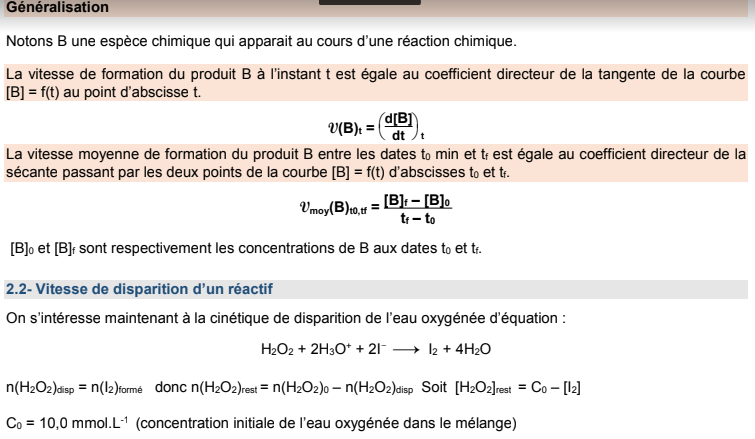 Généralisation
Notons B une espèce chimique qui apparait au cours d'une réaction chimique.
La vitesse de formation du produit B à l'instant t est égale au coefficient directeur de la tangente de la courbe
[B] = f(t) au point d'abscisse t.
𝒱(B)ₜ = (d[B]/dt)ₜ
La vitesse moyenne de formation du produit B entre les dates t₀ min et tf est égale au coefficient directeur de la
sécante passant par les deux points de la courbe [B] = f(t) d'abscisses t₀ et tf.
𝒱moy(B)t0,tf = ([B]f – [B]₀)/(tf – t₀)
[B]₀ et [B]f sont respectivement les concentrations de B aux dates t₀ et tf.
2.2- Vitesse de disparition d'un réactif
On s'intéresse maintenant à la cinétique de disparition de l'eau oxygénée d'équation :
H₂O₂ + 2H₃O⁺ + 2I⁻ ⟶ I₂ + 4H₂O
n(H₂O₂)disp = n(I₂)formé donc n(H₂O₂)rest = n(H₂O₂)₀ – n(H₂O₂)disp Soit [H₂O₂]rest = C₀ – [I₂]
C₀ = 10,0 mmol.L⁻¹ (concentration initiale de l'eau oxygénée dans le mélange)